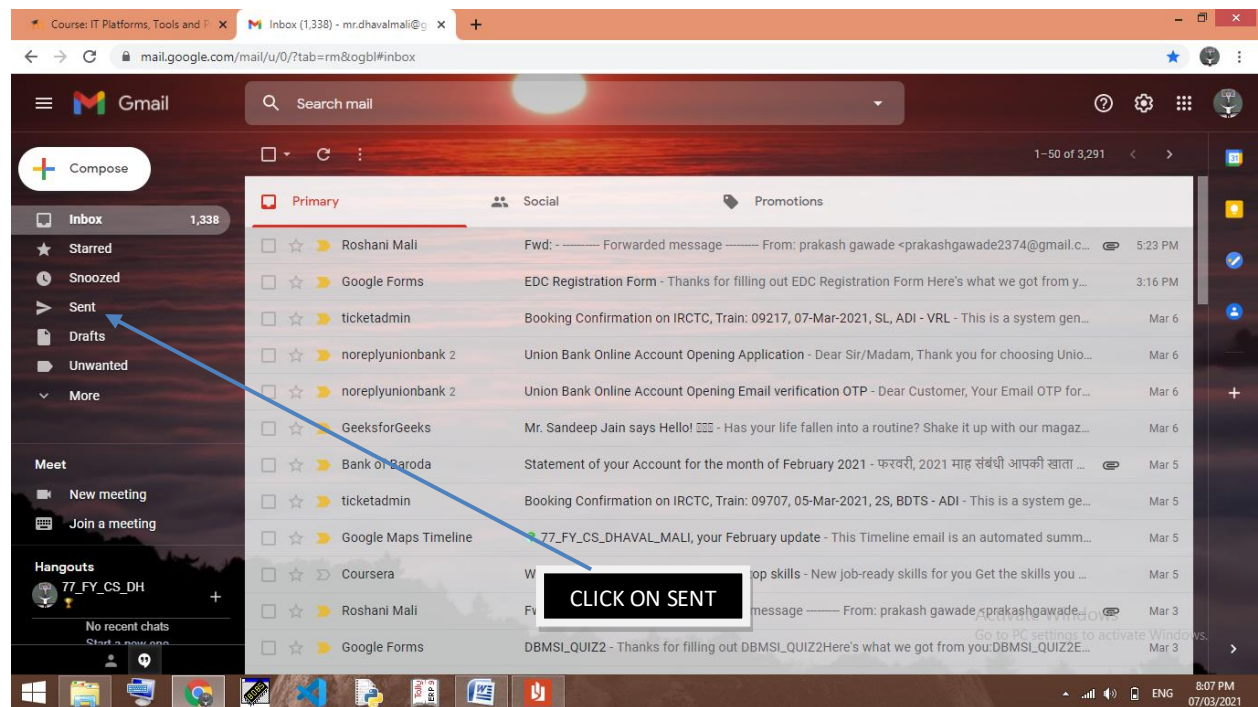 Course: IT Platforms, Tools and P
Inbox (1,338) - mr.dhavalmali@g
mail.google.com/mail/u/0/?tab=rm&ogbl#inbox
Gmail
Search mail
Compose
1–50 of 3,291
Primary
Social
Promotions
Inbox 1,338
Starred
Snoozed
Sent
Drafts
Unwanted
More
Meet
New meeting
Join a meeting
Hangouts
77_FY_CS_DH
No recent chats
Start a new one
Roshani Mali Fwd: - ---------- Forwarded message --------- From: prakash gawade <prakashgawade2374@gmail.c... 5:23 PM
Google Forms EDC Registration Form - Thanks for filling out EDC Registration Form Here's what we got from y... 3:16 PM
ticketadmin Booking Confirmation on IRCTC, Train: 09217, 07-Mar-2021, SL, ADI - VRL - This is a system gen... Mar 6
noreplyunionbank 2 Union Bank Online Account Opening Application - Dear Sir/Madam, Thank you for choosing Unio... Mar 6
noreplyunionbank 2 Union Bank Online Account Opening Email verification OTP - Dear Customer, Your Email OTP for... Mar 6
GeeksforGeeks Mr. Sandeep Jain says Hello! - Has your life fallen into a routine? Shake it up with our magaz... Mar 6
Bank of Baroda Statement of your Account for the month of February 2021 - फरवरी, 2021 माह संबंधी आपकी खाता ... Mar 5
ticketadmin Booking Confirmation on IRCTC, Train: 09707, 05-Mar-2021, 2S, BDTS - ADI - This is a system ge... Mar 5
Google Maps Timeline 77_FY_CS_DHAVAL_MALI, your February update - This Timeline email is an automated summ... Mar 5
Coursera top skills - New job-ready skills for you Get the skills you ... Mar 5
CLICK ON SENT
Roshani Mali message --------- From: prakash gawade <prakashgawade... Mar 3
Google Forms DBMSI_QUIZ2 - Thanks for filling out DBMSI_QUIZ2Here's what we got from you:DBMSI_QUIZ2E... Mar 3
Activate Windows
Go to PC settings to activate Windows.
ENG 8:07 PM
07/03/2021